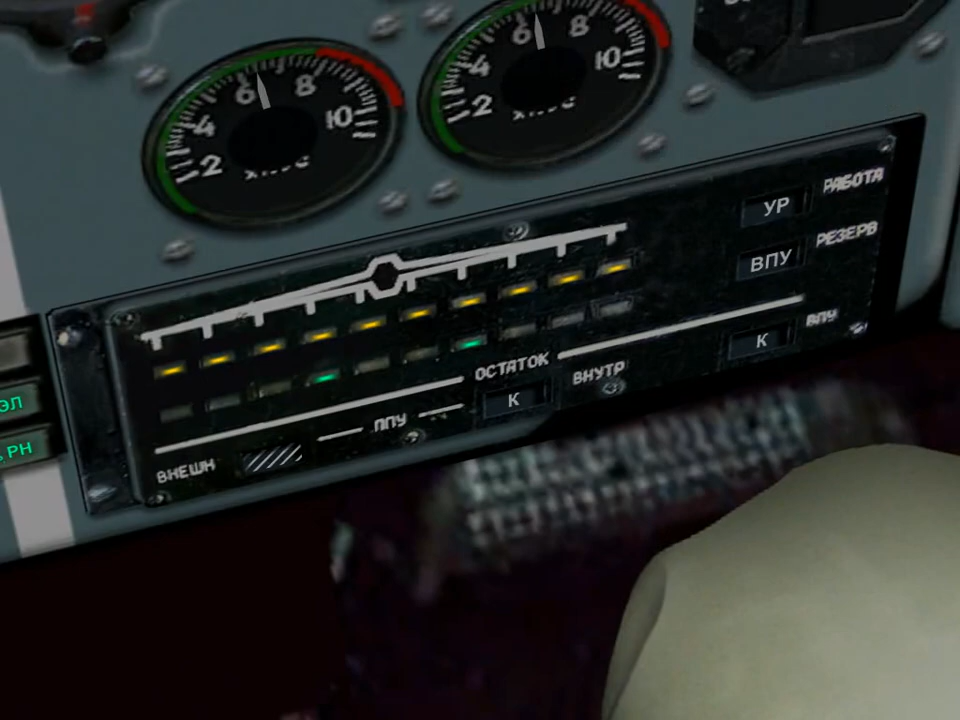 6 8
4 10
2
6 8
4 10
2
УР РАБОТА
ВПУ РЕЗЕРВ
К ВПУ
ОСТАТОК
ВНУТР
К
ППУ
ВНЕШН
ЭЛ
РН